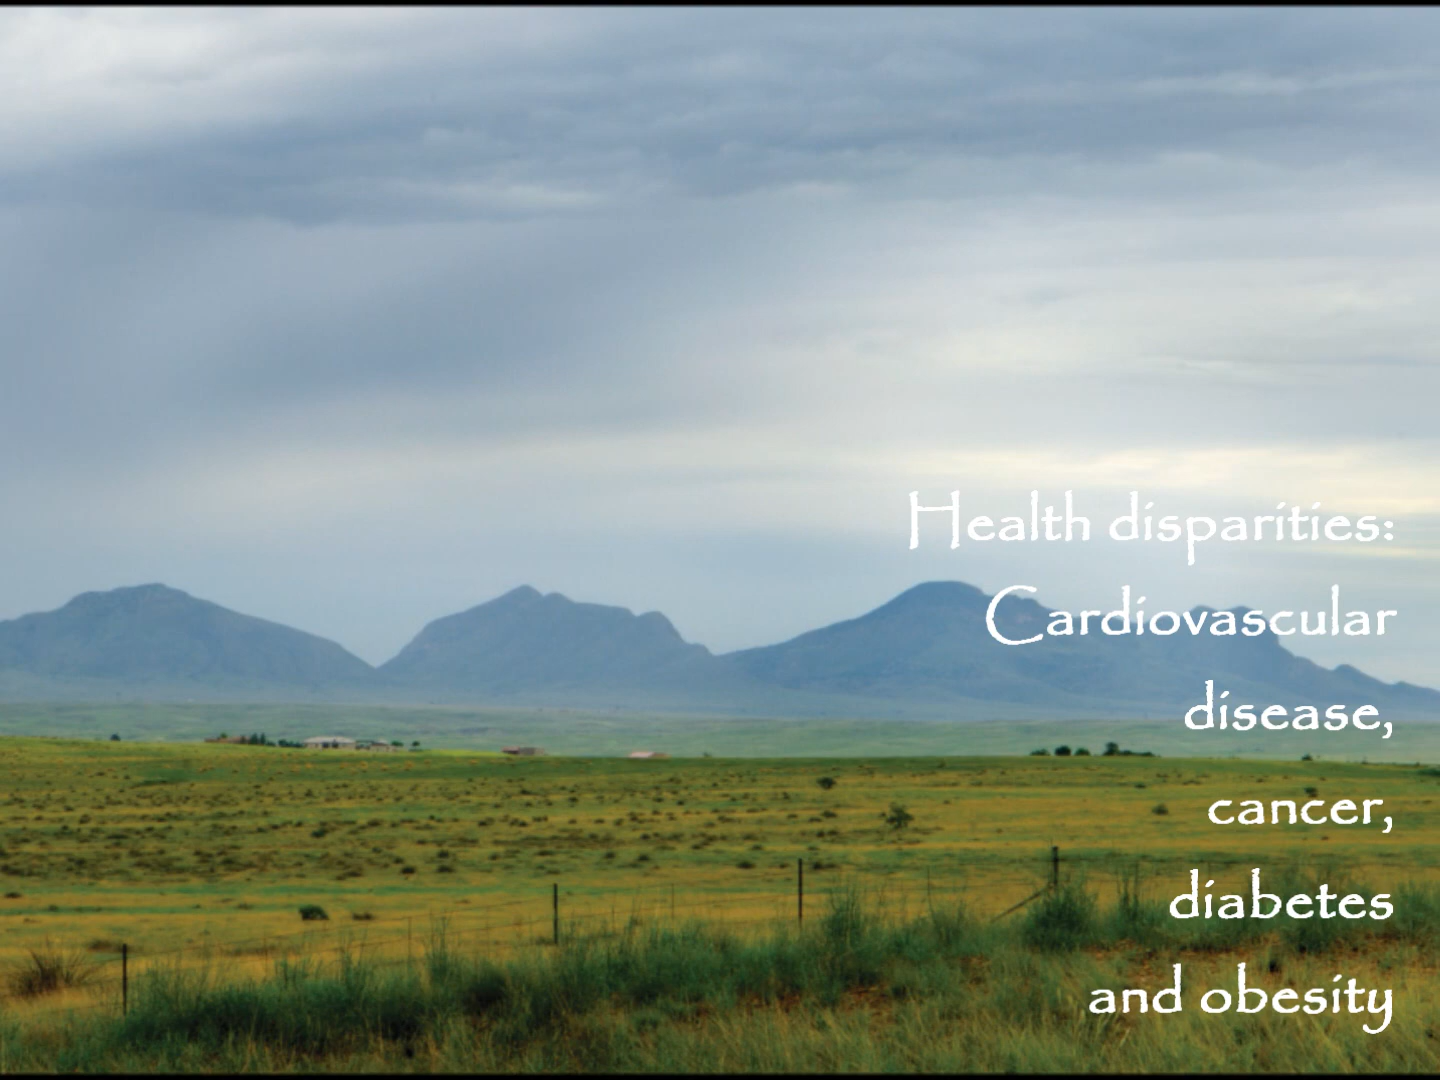 Health disparities:
Cardiovascular
disease,
cancer,
diabetes
and obesity